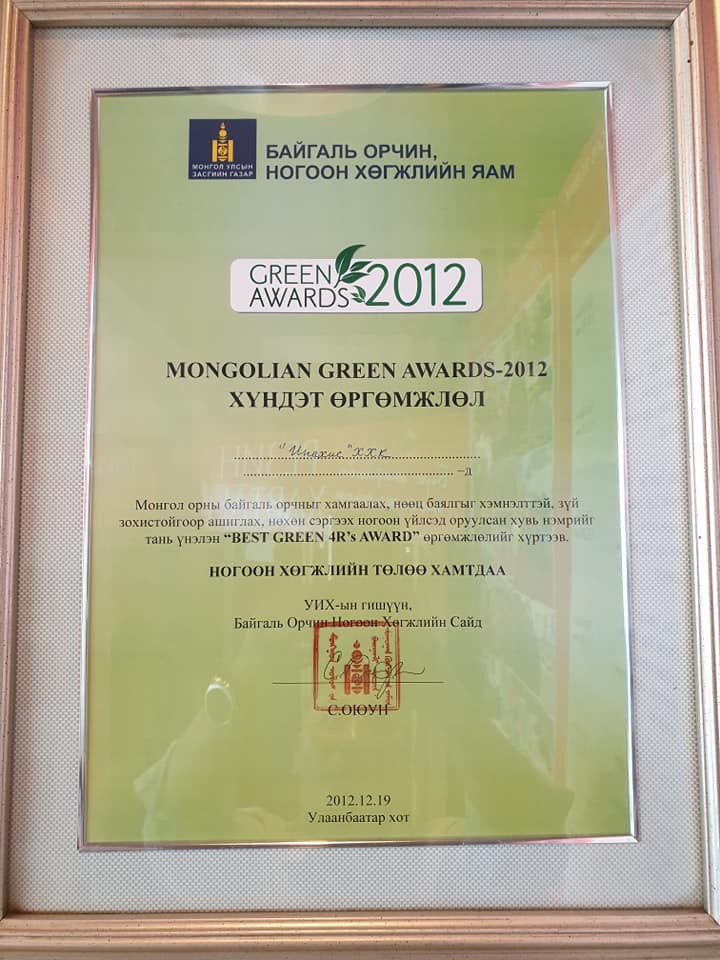 МОНГОЛ УЛСЫН
ЗАСГИЙН ГАЗАР
БАЙГАЛЬ ОРЧИН,
НОГООН ХӨГЖЛИЙН ЯАМ
GREEN
AWARDS 2012
MONGOLIAN GREEN AWARDS-2012
ХҮНДЭТ ӨРГӨМЖЛӨЛ
ХХК
–д
Монгол орны байгаль орчныг хамгаалах, нөөц баялгыг хэмнэлттэй, зүй
зохистойгоор ашиглах, нөхөн сэргээх ногоон үйлсэд оруулсан хувь нэмрийг
тань үнэлэн “BEST GREEN 4R's AWARD” өргөмжлөлийг хүртээв.
НОГООН ХӨГЖЛИЙН ТӨЛӨӨ ХАМТДАА
УИХ-ын гишүүн,
Байгаль Орчин Ногоон Хөгжлийн Сайд
С.ОЮУН
2012.12.19
Улаанбаатар хот